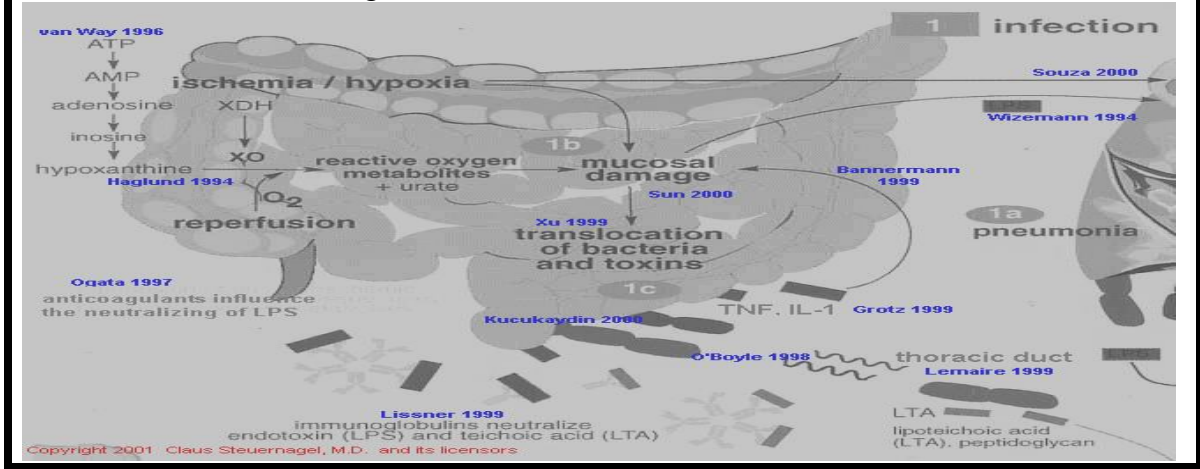 van Way 1996
ATP
AMP
adenosine
inosine
hypoxanthine
Haglund 1994
ischemia / hypoxia
XDH
XO
O2
reperfusion
reactive oxygen
metabolites
+ urate
1b
mucosal
damage
Sun 2000
Xu 1999
translocation
of bacteria
and toxins
1c
1 infection
Souza 2000
LPS
Wizemann 1994
Bannermann
1999
1a
pneumonia
Ogata 1997
anticoagulants influence
the neutralizing of LPS
Kucukaydin 2000
TNF, IL-1
Grotz 1999
O'Boyle 1998
thoracic duct
Lemaire 1999
LPS
Lissner 1999
immunoglobulins neutralize
endotoxin (LPS) and teichoic acid (LTA)
LTA
lipoteichoic acid
(LTA), peptidoglycan
Copyright 2001 Claus Steuernagel, M.D. and its licensors